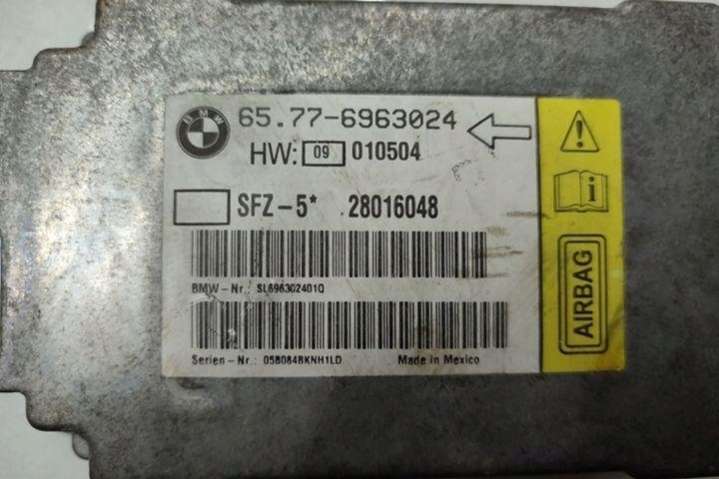 BMW
65.77-6963024
HW: 09 010504
SFZ-5* 28016048
BMW-Nr.: SL696302401Q
Serien-Nr.: 05B084BKNH1LD Made in Mexico
i
AIRBAG